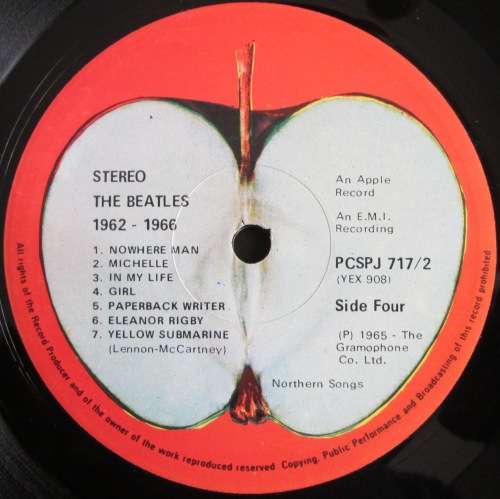 STEREO
THE BEATLES
1962 - 1966
1. NOWHERE MAN
2. MICHELLE
3. IN MY LIFE
4. GIRL
5. PAPERBACK WRITER
6. ELEANOR RIGBY
7. YELLOW SUBMARINE
(Lennon-McCartney)
An Apple
Record
An E.M.I.
Recording
PCSPJ 717/2
(YEX 908)
Side Four
(P) 1965 - The
Gramophone
Co. Ltd.
Northern Songs
All rights of the Record Producer and of the owner of the work reproduced reserved Copying, Public Performance and Broadcasting of this record prohibited